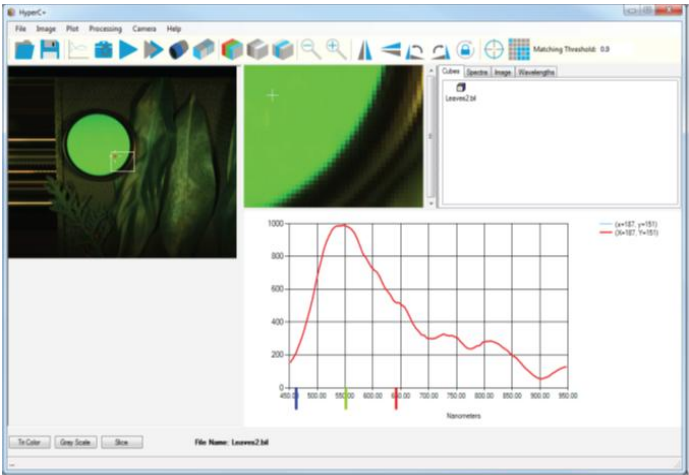 HyperC+
File Image Plot Processing Camera Help
Matching Threshold: 0.9
Cubes Spectra Image Wavelengths
Leaves2.bil
(x=187, y=151)
(X=187, Y=151)
1000
800
600
400
200
0
450.00 500.00 550.00 600.00 650.00 700.00 750.00 800.00 850.00 900.00 950.00
Nanometers
Tri Color Gray Scale Slice File Name: Leaves2.bil